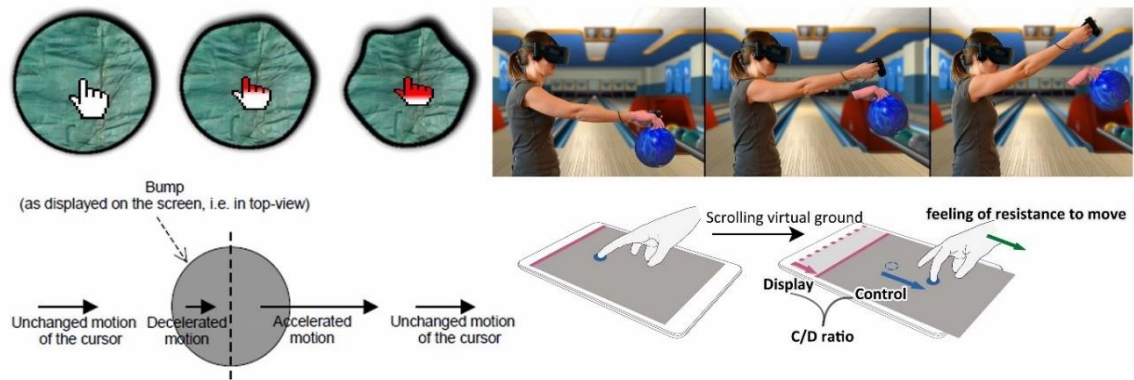 Bump
(as displayed on the screen, i.e. in top-view)
Unchanged motion
of the cursor
Decelerated
motion
Accelerated
motion
Unchanged motion
of the cursor
Scrolling virtual ground
feeling of resistance to move
Display
Control
C/D ratio